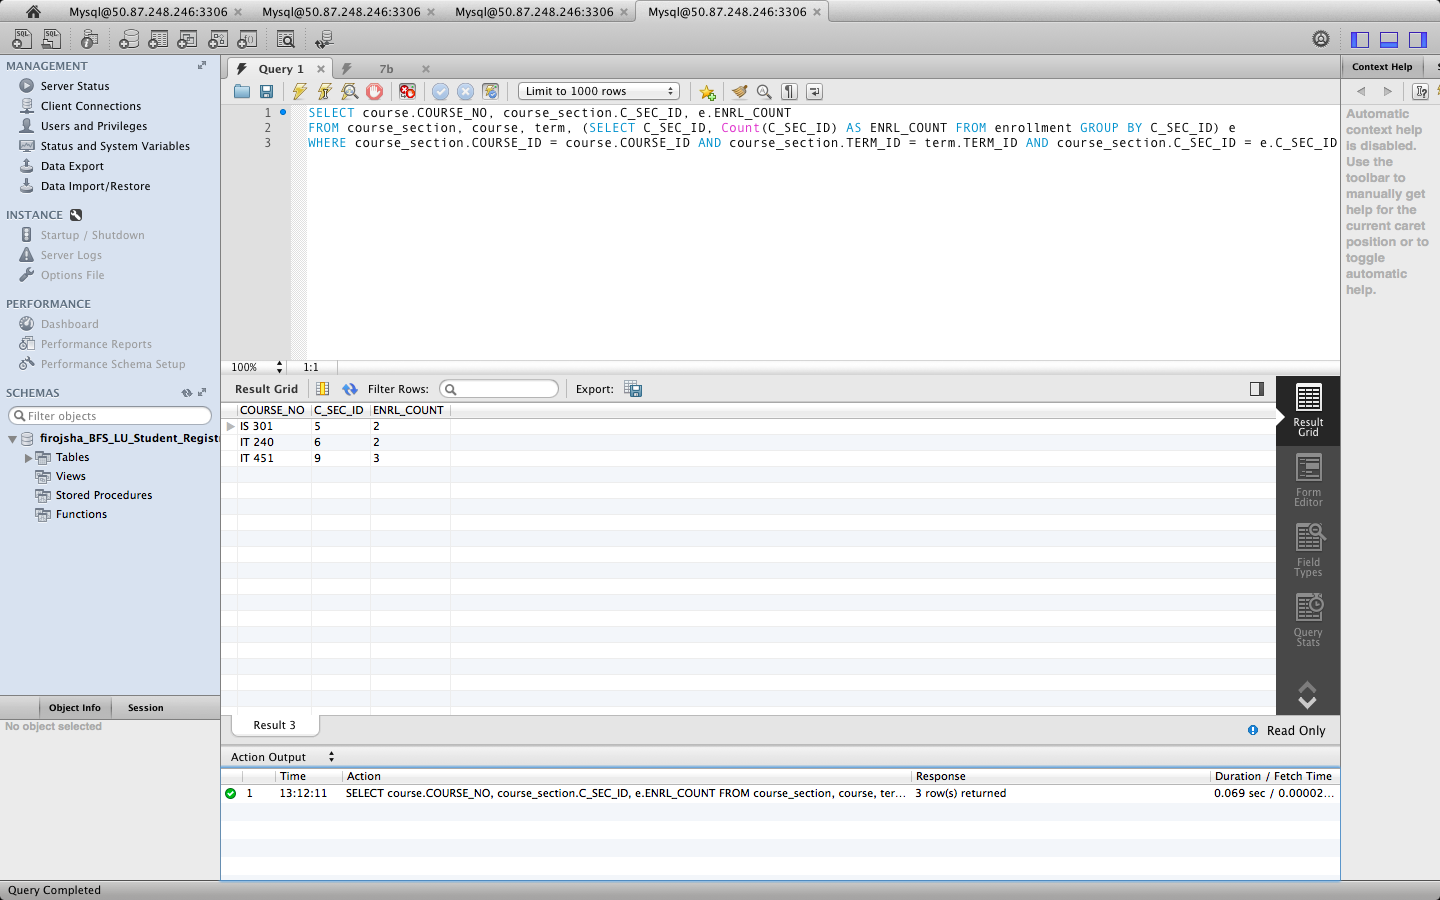 Mysql@50.87.248.246:3306 Mysql@50.87.248.246:3306 Mysql@50.87.248.246:3306 Mysql@50.87.248.246:3306
MANAGEMENT
Server Status
Client Connections
Users and Privileges
Status and System Variables
Data Export
Data Import/Restore
INSTANCE
Startup / Shutdown
Server Logs
Options File
PERFORMANCE
Dashboard
Performance Reports
Performance Schema Setup
SCHEMAS
Filter objects
firojsha_BFS_LU_Student_Registr
Tables
Views
Stored Procedures
Functions
Object Info Session
No object selected
Query 1 7b
Limit to 1000 rows
1 SELECT course.COURSE_NO, course_section.C_SEC_ID, e.ENRL_COUNT
2 FROM course_section, course, term, (SELECT C_SEC_ID, Count(C_SEC_ID) AS ENRL_COUNT FROM enrollment GROUP BY C_SEC_ID) e
3 WHERE course_section.COURSE_ID = course.COURSE_ID AND course_section.TERM_ID = term.TERM_ID AND course_section.C_SEC_ID = e.C_SEC_ID
100% 1:1
Result Grid Filter Rows: Export:
COURSE_NO C_SEC_ID ENRL_COUNT
IS 301 5 2
IT 240 6 2
IT 451 9 3
Result
Grid
Form
Editor
Field
Types
Query
Stats
Result 3
Read Only
Action Output
Time Action Response Duration / Fetch Time
1 13:12:11 SELECT course.COURSE_NO, course_section.C_SEC_ID, e.ENRL_COUNT FROM course_section, course, ter... 3 row(s) returned 0.069 sec / 0.00002...
Context Help
Automatic
context help
is disabled.
Use the
toolbar to
manually get
help for the
current caret
position or to
toggle
automatic
help.
Query Completed